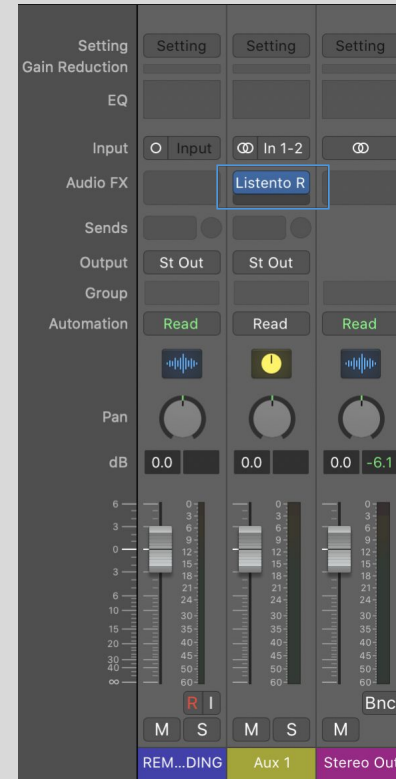 Setting Setting Setting Setting
Gain Reduction
EQ
Input Input In 1-2
Audio FX Listento R
Sends
Output St Out St Out
Group
Automation Read Read Read
Pan
dB 0.0 0.0 0.0 -6.1
6 0 0 0
3 3 3
3 6 6 6
9 9 9
0 12 12 12
15 15 15
3 18 18 18
21 21 21
6 24 24 24
10 30 30 30
15 35 35 35
20 40 40 40
30 45 45 45
40 50 50 50
∞ 60 60 60
R I Bnc
M S M S M
REM...DING Aux 1 Stereo Out